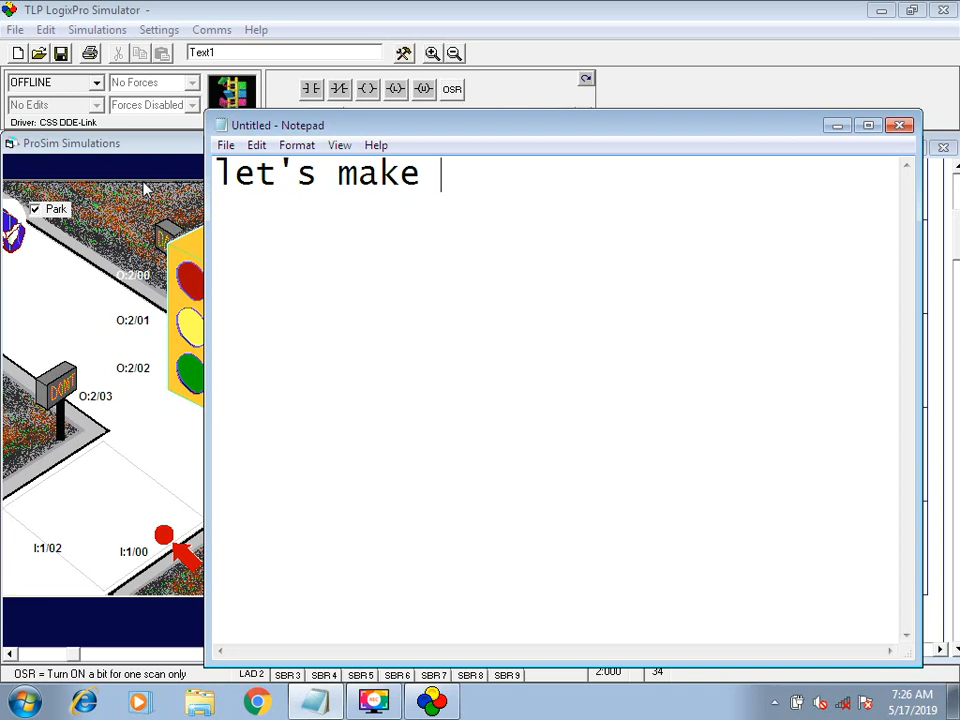 TLP LogixPro Simulator -
File Edit Simulations Settings Comms Help
Text1
OFFLINE No Forces
No Edits Forces Disabled
OSR
Driver: CSS DDE-Link
ProSim Simulations
Untitled - Notepad
File Edit Format View Help
let's make
Park
O:2/00
O:2/01
O:2/02
DONT
O:2/03
I:1/02 I:1/00
OSR = Turn ON a bit for one scan only
LAD 2 SBR 3 SBR 4 SBR 5 SBR 6 SBR 7 SBR 8 SBR 9
2:000 34
7:26 AM
5/17/2019